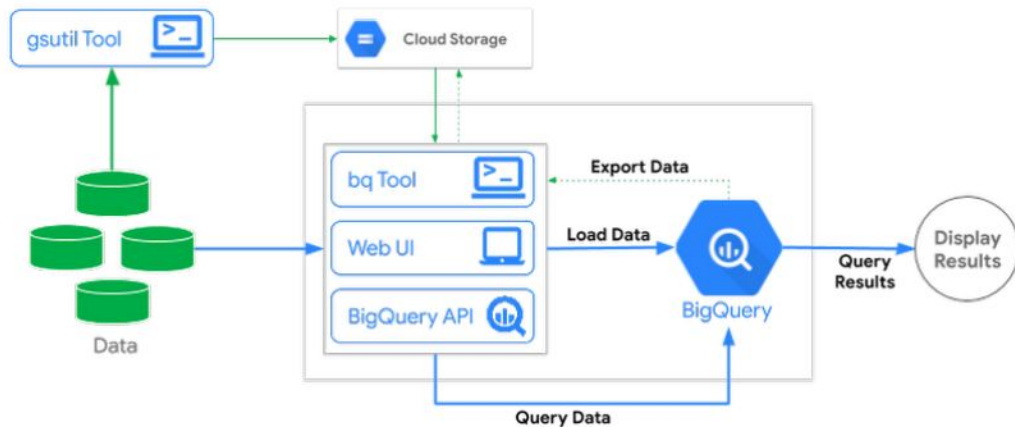 gsutil Tool
Cloud Storage
bq Tool
Export Data
Web UI
Load Data
Query
Results
Display
Results
BigQuery API
BigQuery
Data
Query Data